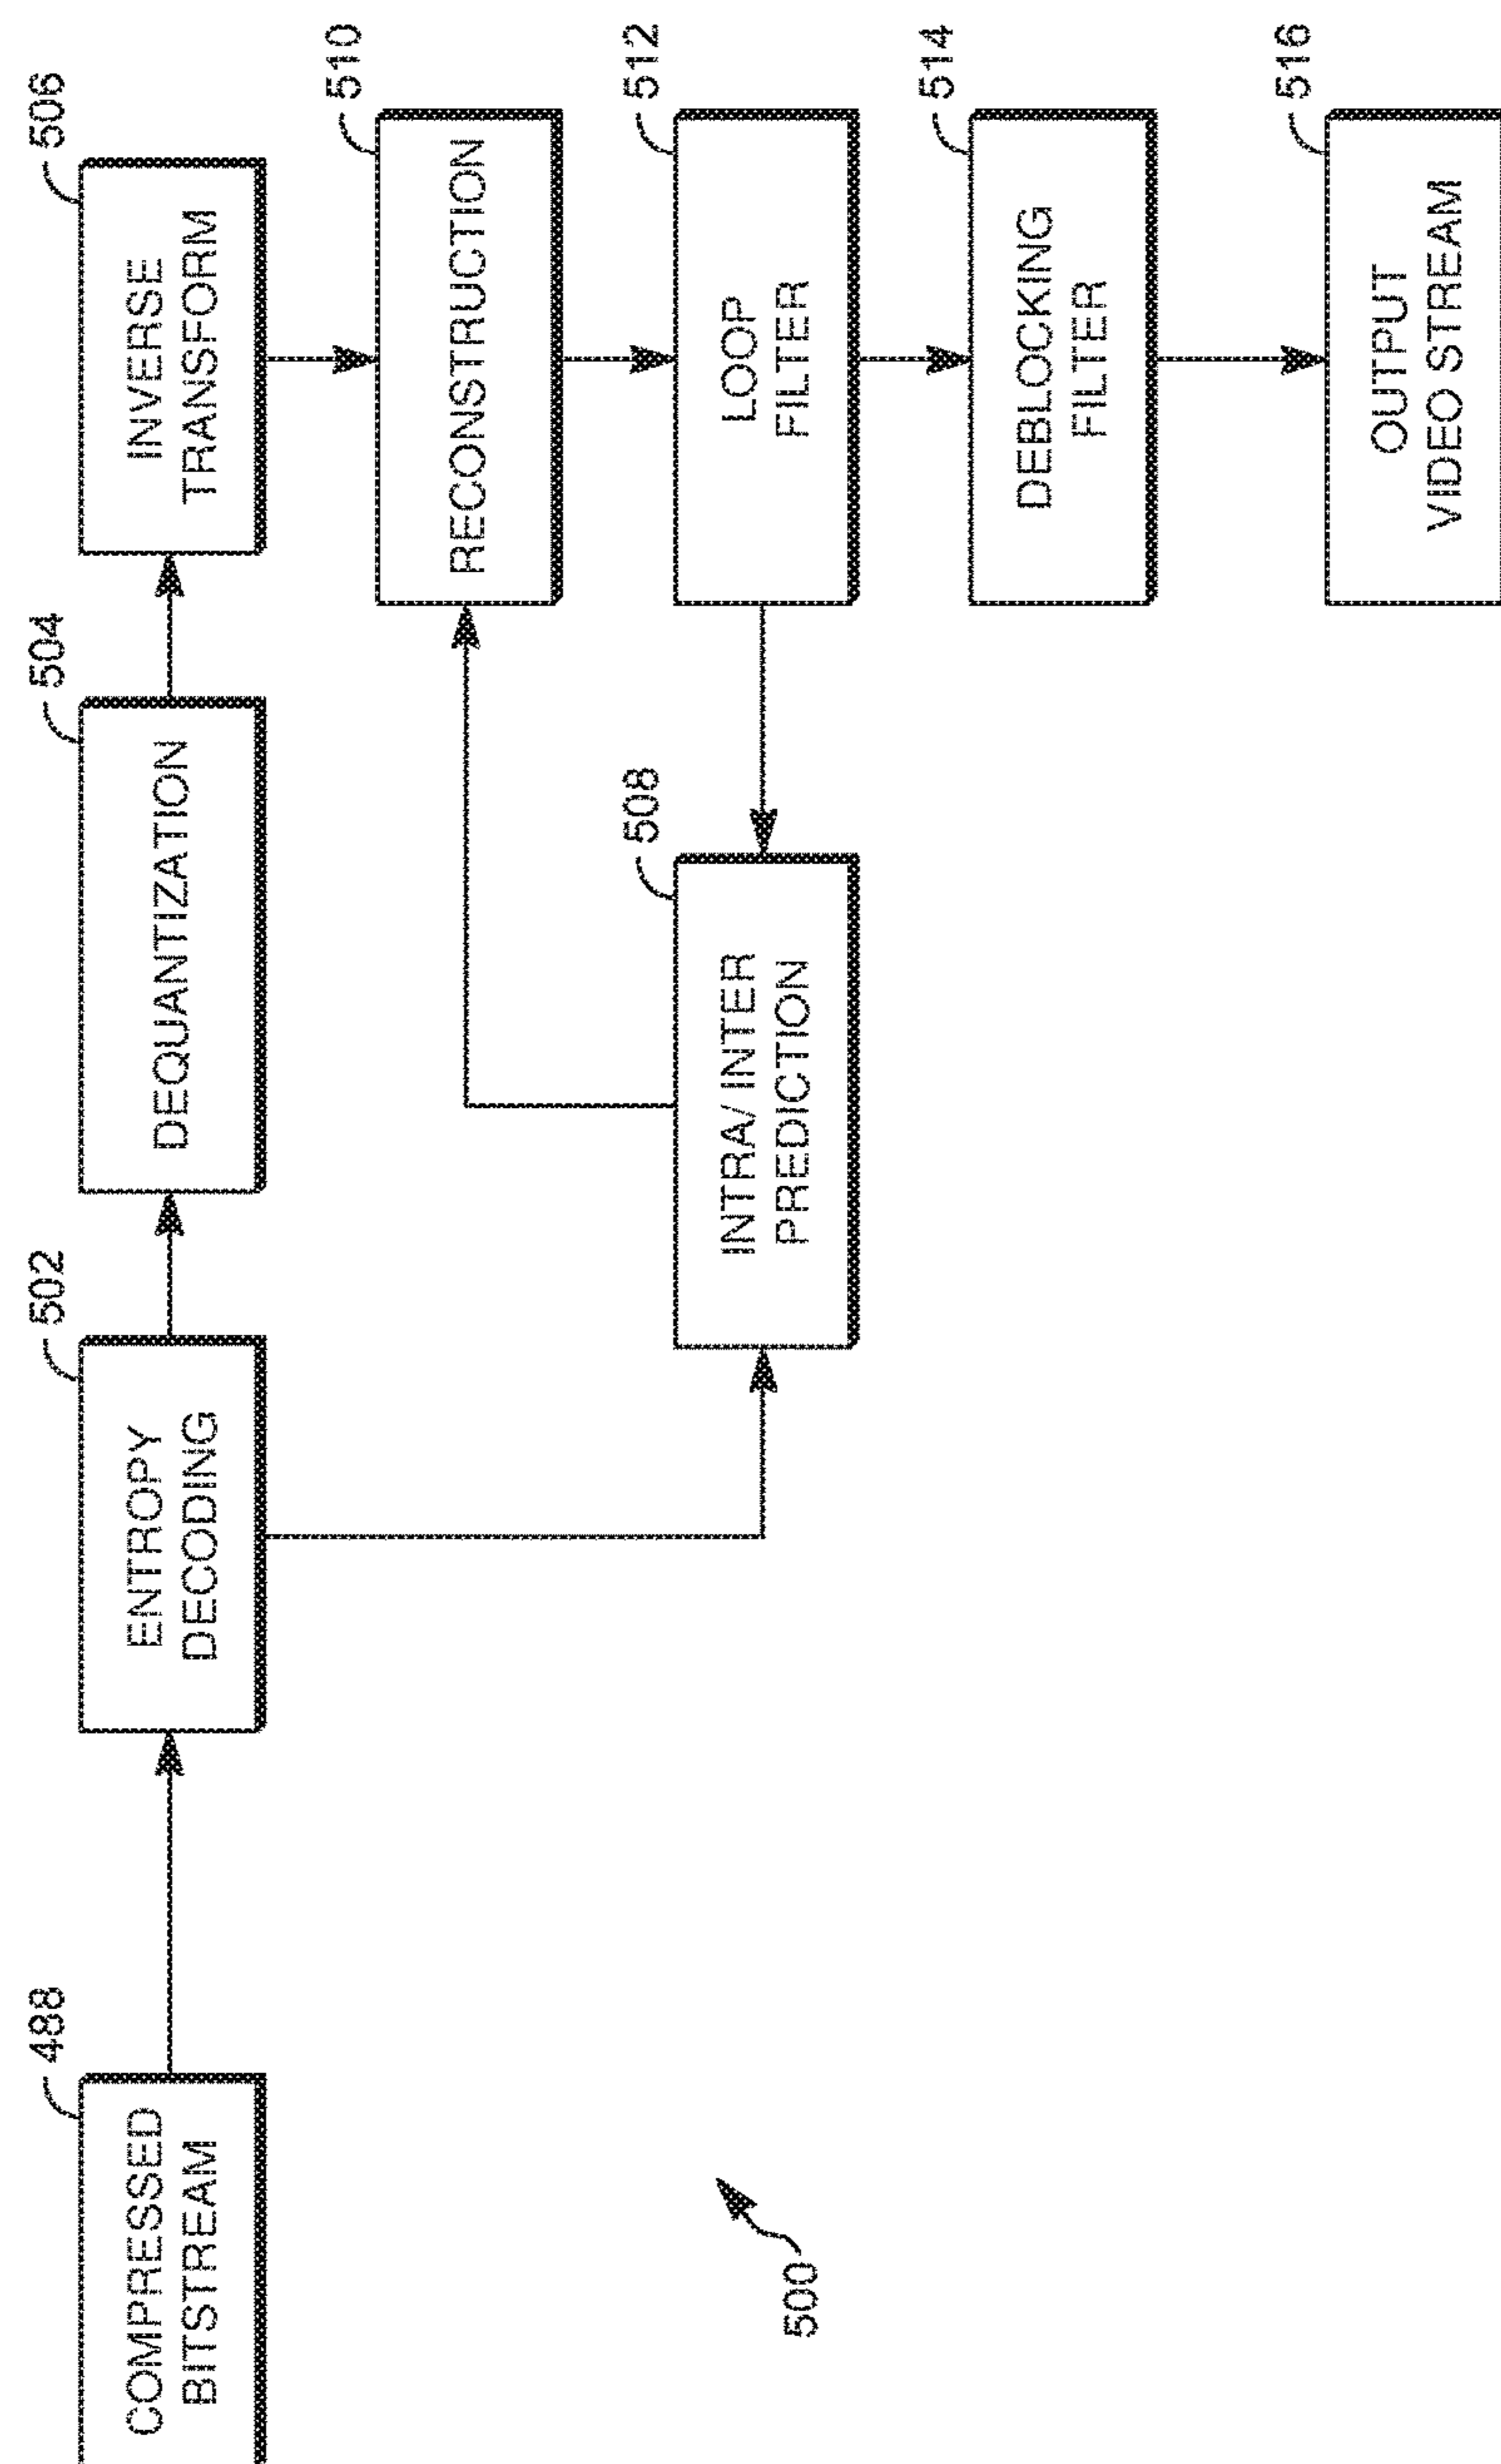 488
COMPRESSED
BITSTREAM
502
ENTROPY
DECODING
504
DEQUANTIZATION
506
INVERSE
TRANSFORM
510
RECONSTRUCTION
508
INTRA/ INTER
PREDICTION
512
LOOP
FILTER
514
DEBLOCKING
FILTER
516
OUTPUT
VIDEO STREAM
500